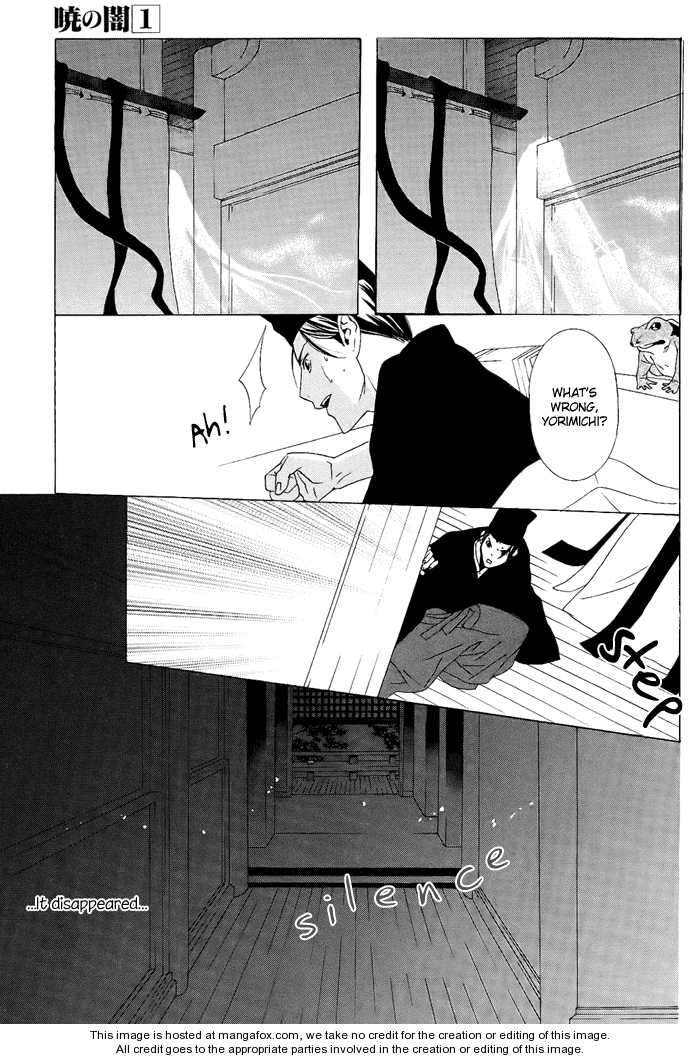 暁の闇 1
WHAT'S
WRONG,
YORIMICHI?
Ah!
step
...It disappeared...
silence
This image is hosted at mangafox.com, we take no credit for the creation or editing of this image.
All credit goes to the appropriate parties involved in the creation or editing of this image.